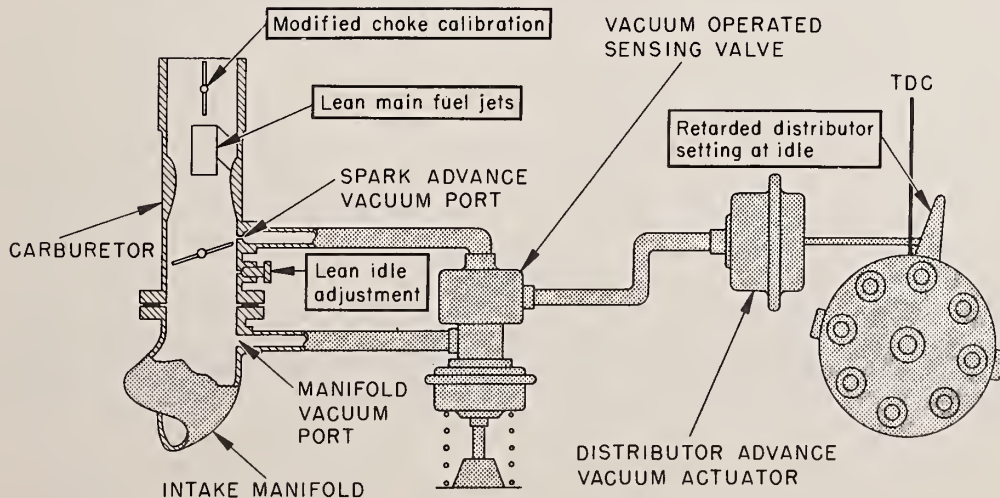 Modified choke calibration
VACUUM OPERATED
SENSING VALVE
TDC
Lean main fuel jets
Retarded distributor
setting at idle
SPARK ADVANCE
VACUUM PORT
CARBURETOR
Lean idle
adjustment
MANIFOLD
VACUUM
PORT
DISTRIBUTOR ADVANCE
VACUUM ACTUATOR
INTAKE MANIFOLD